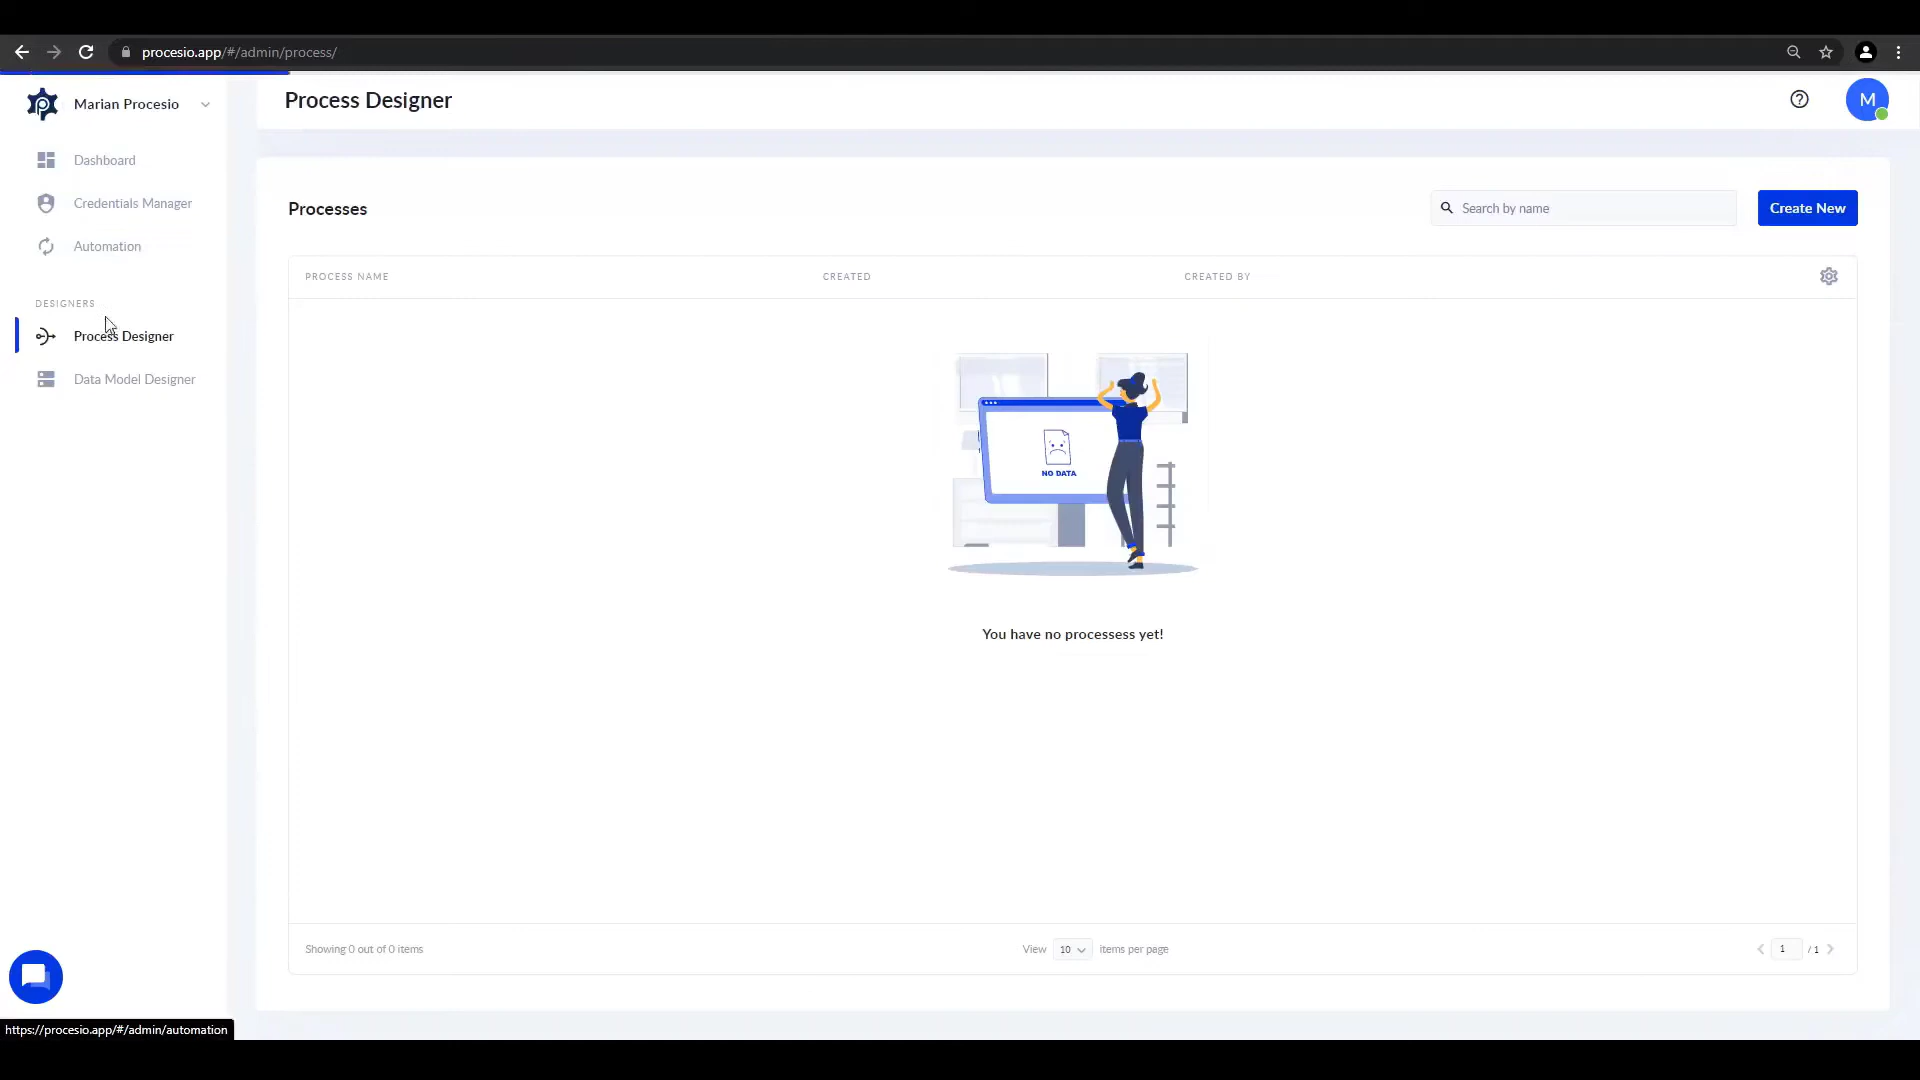 procesio.app/#/admin/process/
Marian Procesio
Process Designer
M
Dashboard
Credentials Manager
Automation
DESIGNERS
Process Designer
Data Model Designer
Processes
Search by name
Create New
PROCESS NAME
CREATED
CREATED BY
NO DATA
You have no processess yet!
Showing 0 out of 0 items
View 10 items per page
1 / 1
https://procesio.app/#/admin/automation